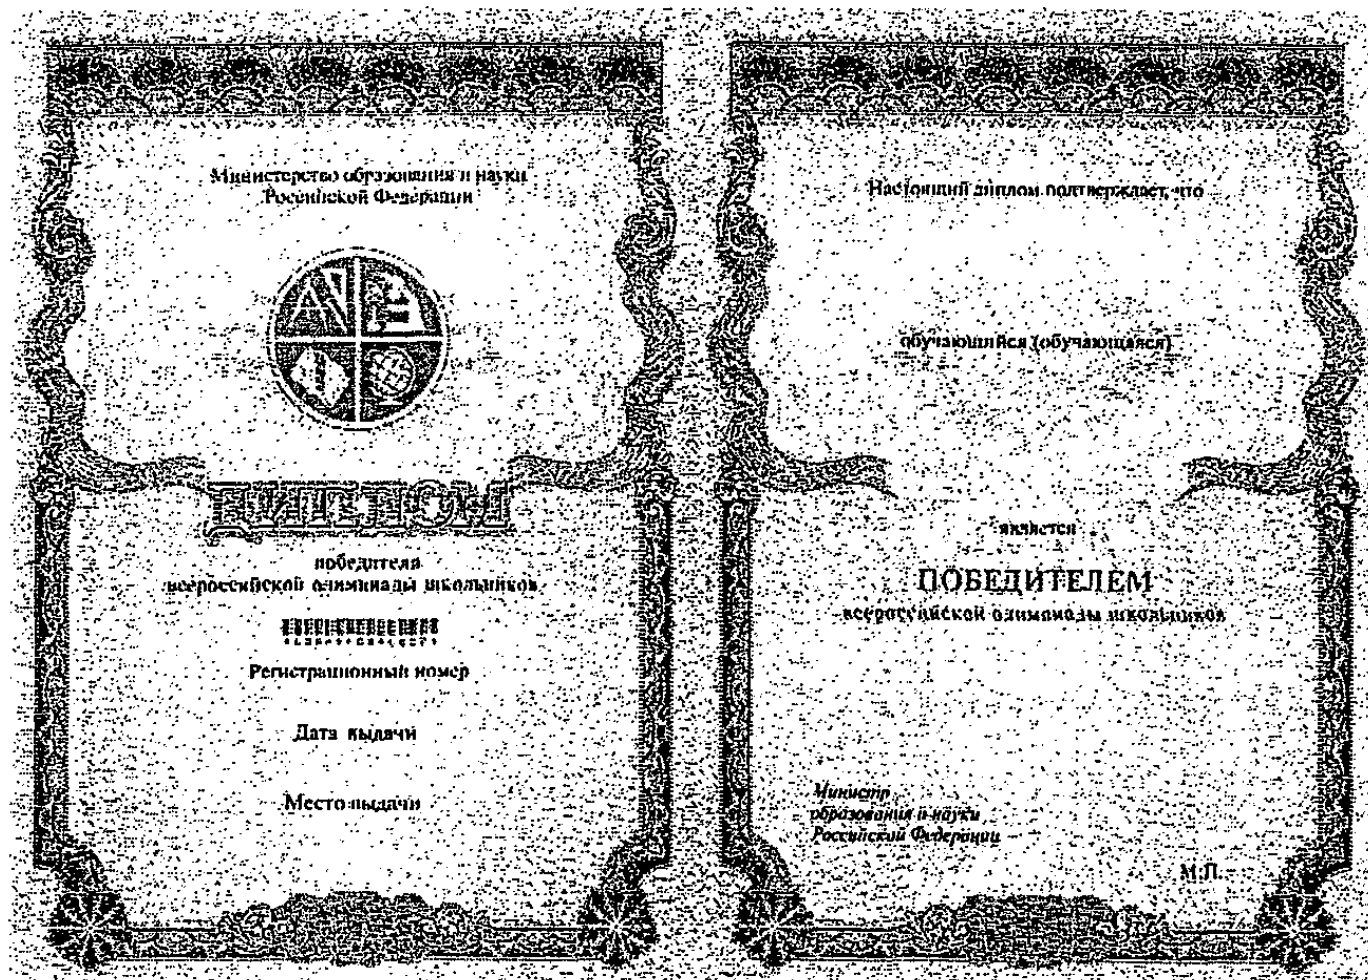 Министерство образования и науки
Российской Федерации
ДИПЛОМ
победителя
всероссийской олимпиады школьников
Регистрационный номер
Дата выдачи
Место выдачи
Настоящий диплом подтверждает, что
обучающийся (обучающаяся)
является
ПОБЕДИТЕЛЕМ
всероссийской олимпиады школьников
Министр
образования и науки
Российской Федерации
М.П.